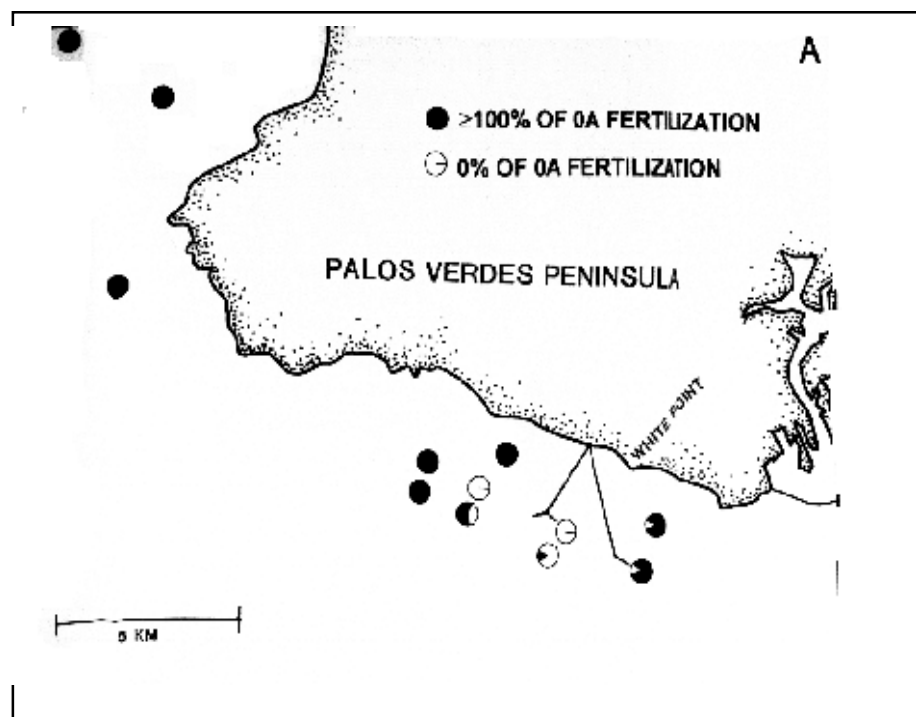 A
≥100% OF 0A FERTILIZATION
0% OF 0A FERTILIZATION
PALOS VERDES PENINSULA
WHITE POINT
5 KM